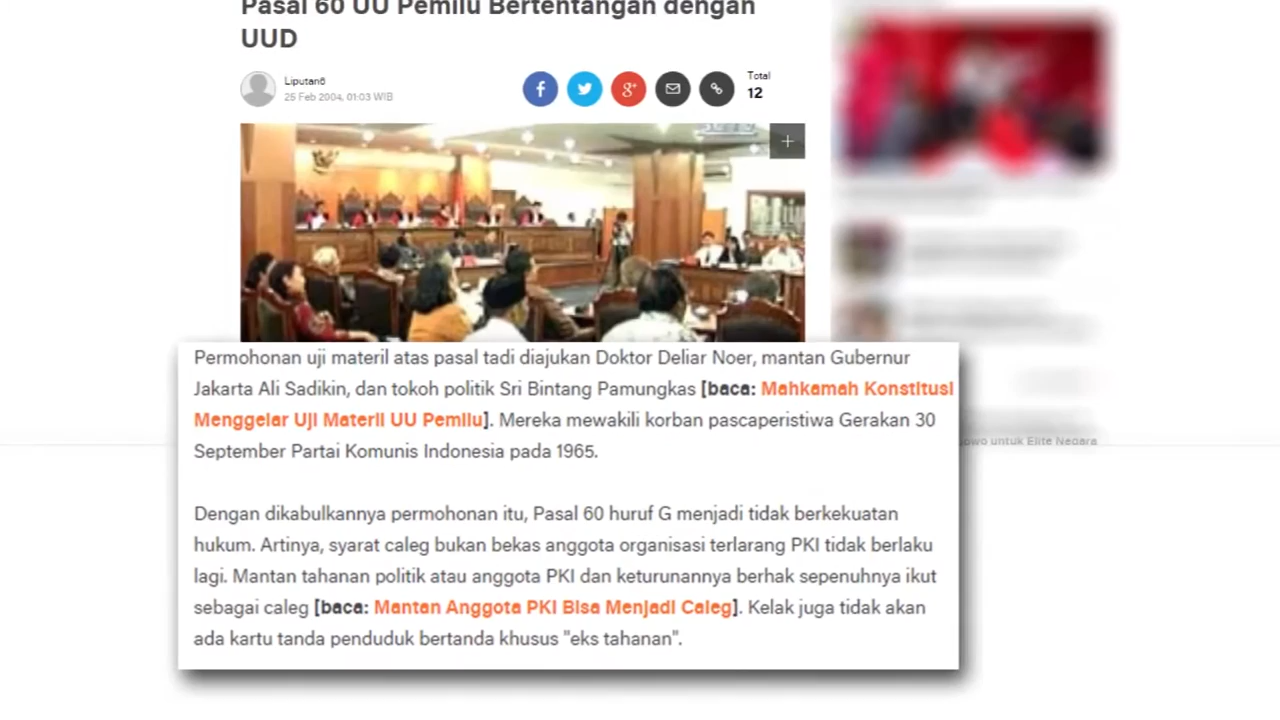 Pasal 60 UU Pemilu Bertentangan dengan
UUD
Liputan6
25 Feb 2004, 01:03 WIB
Total
12
Permohonan uji materil atas pasal tadi diajukan Doktor Deliar Noer, mantan Gubernur
Jakarta Ali Sadikin, dan tokoh politik Sri Bintang Pamungkas [baca: Mahkamah Konstitusi
Menggelar Uji Materil UU Pemilu]. Mereka mewakili korban pascaperistiwa Gerakan 30
September Partai Komunis Indonesia pada 1965.
Dengan dikabulkannya permohonan itu, Pasal 60 huruf G menjadi tidak berkekuatan
hukum. Artinya, syarat caleg bukan bekas anggota organisasi terlarang PKI tidak berlaku
lagi. Mantan tahanan politik atau anggota PKI dan keturunannya berhak sepenuhnya ikut
sebagai caleg [baca: Mantan Anggota PKI Bisa Menjadi Caleg]. Kelak juga tidak akan
ada kartu tanda penduduk bertanda khusus "eks tahanan".
untuk Elite Negara